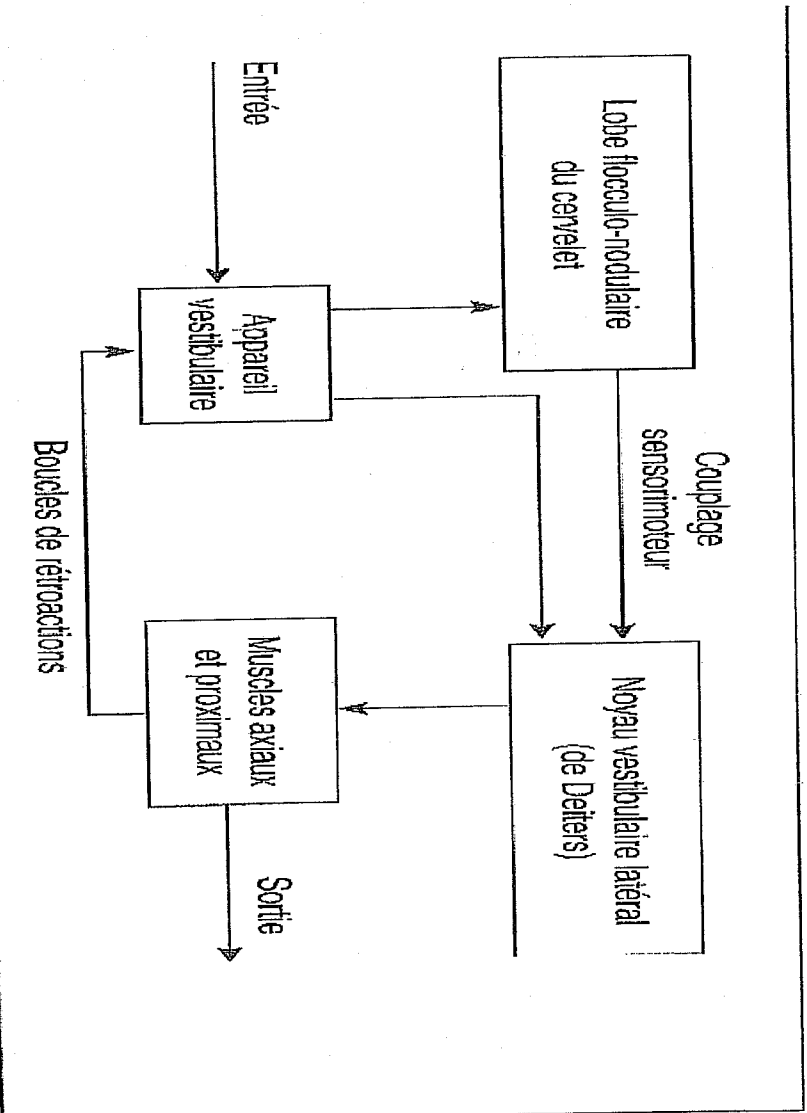 Lobe flocculo-nodulaire
du cervelet
Couplage
sensorimoteur
Noyau vestibulaire latéral
(de Deiters)
Entrée
Appareil
vestibulaire
Muscles axiaux
et proximaux
Sortie
Boucles de rétroactions